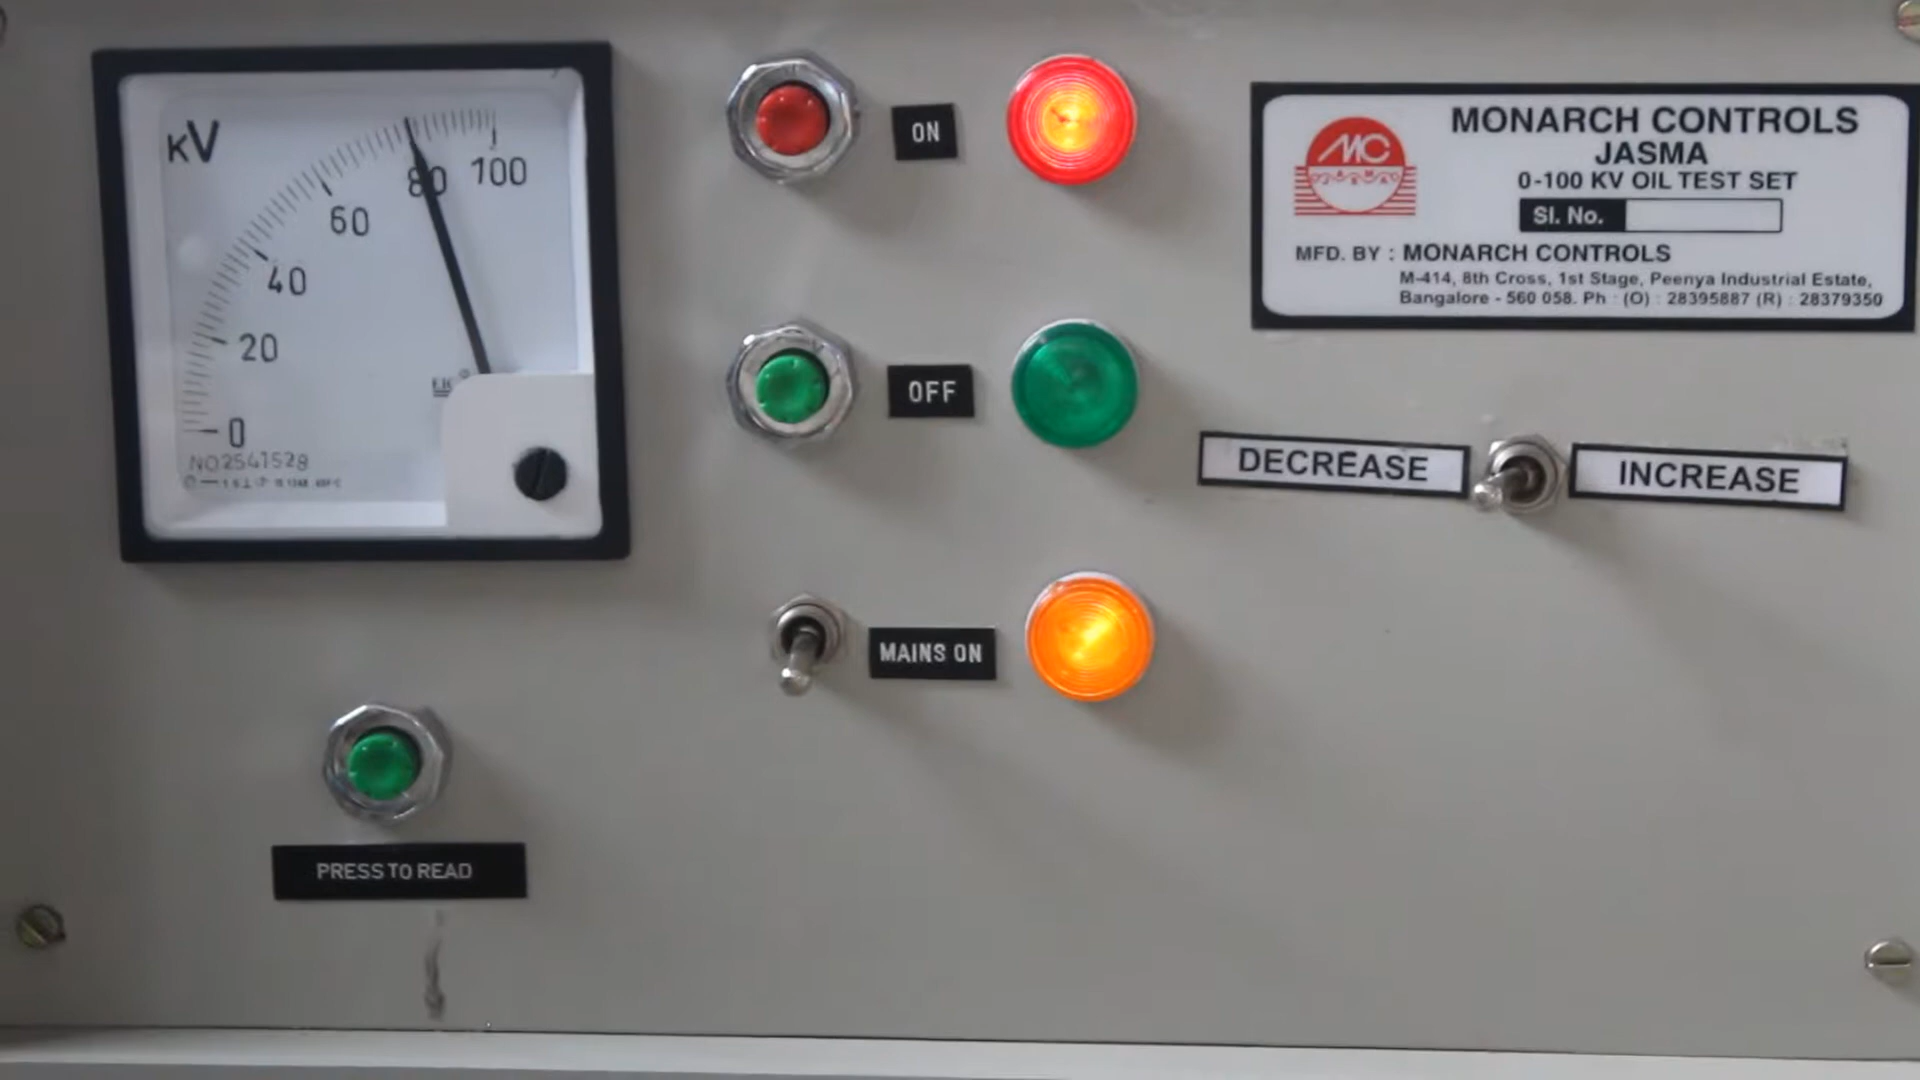 kV
0
20
40
60
80
100
NO2541528
ON
OFF
MAINS ON
PRESS TO READ
MC
JASMA
MONARCH CONTROLS
JASMA
0-100 KV OIL TEST SET
Sl. No.
MFD. BY : MONARCH CONTROLS
M-414, 8th Cross, 1st Stage, Peenya Industrial Estate,
Bangalore - 560 058. Ph : (O) : 28395887 (R) : 28379350
DECREASE
INCREASE